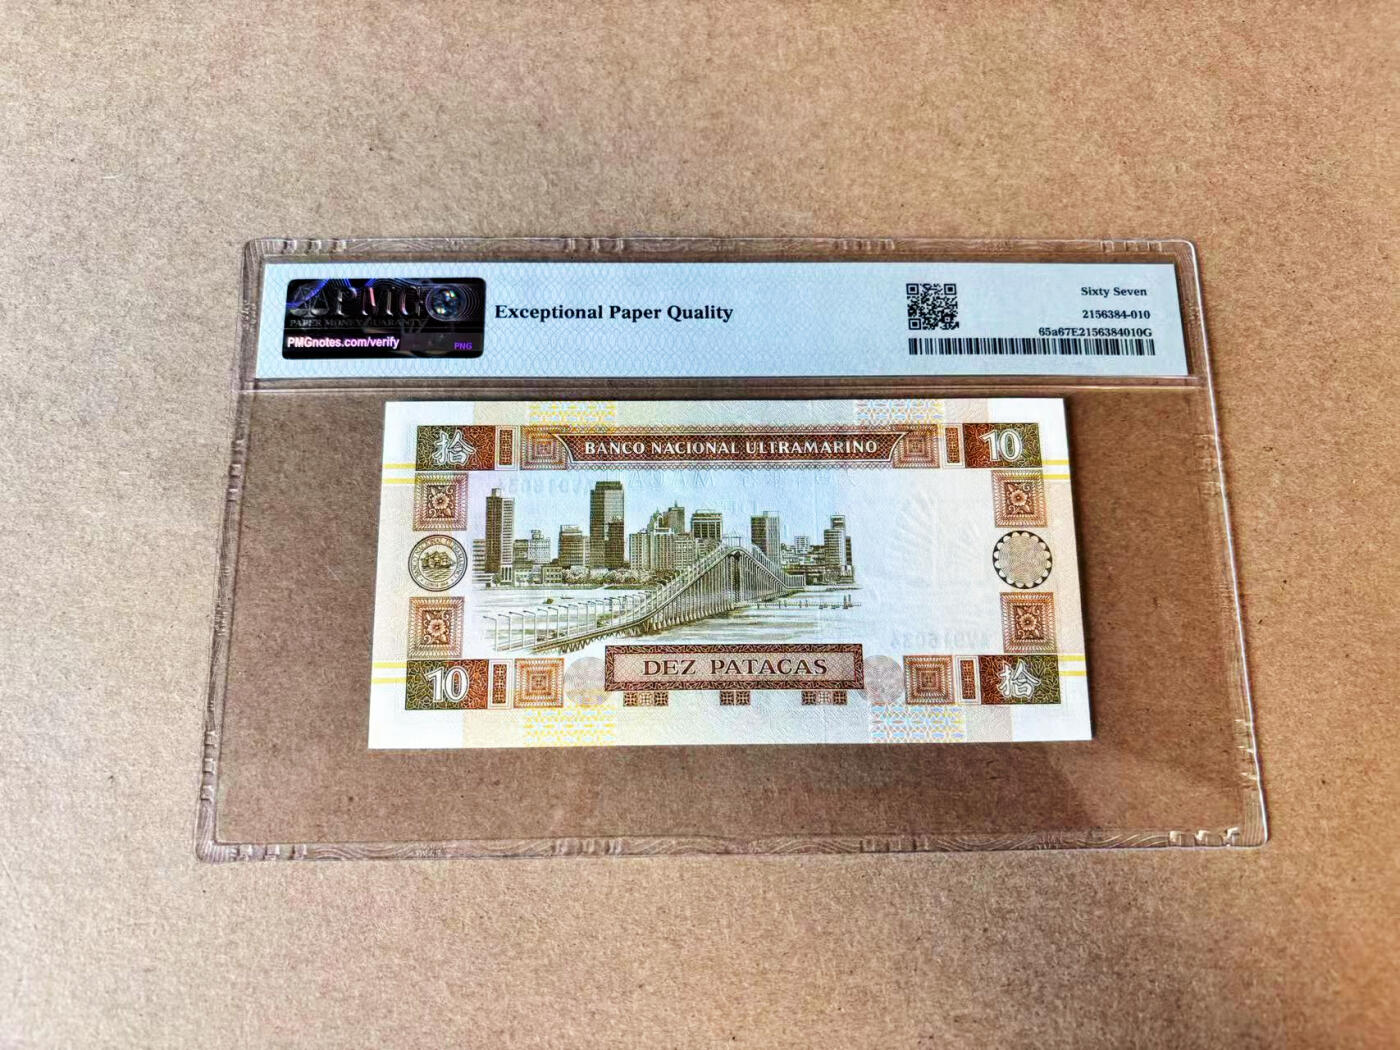 PMG
PAPER MONEY GUARANTY
PMGnotes.com/verify
PNG
Exceptional Paper Quality
Sixty Seven
2156384-010
65a67E2156384010G
拾
BANCO NACIONAL ULTRAMARINO
10
10
DEZ PATACAS
拾